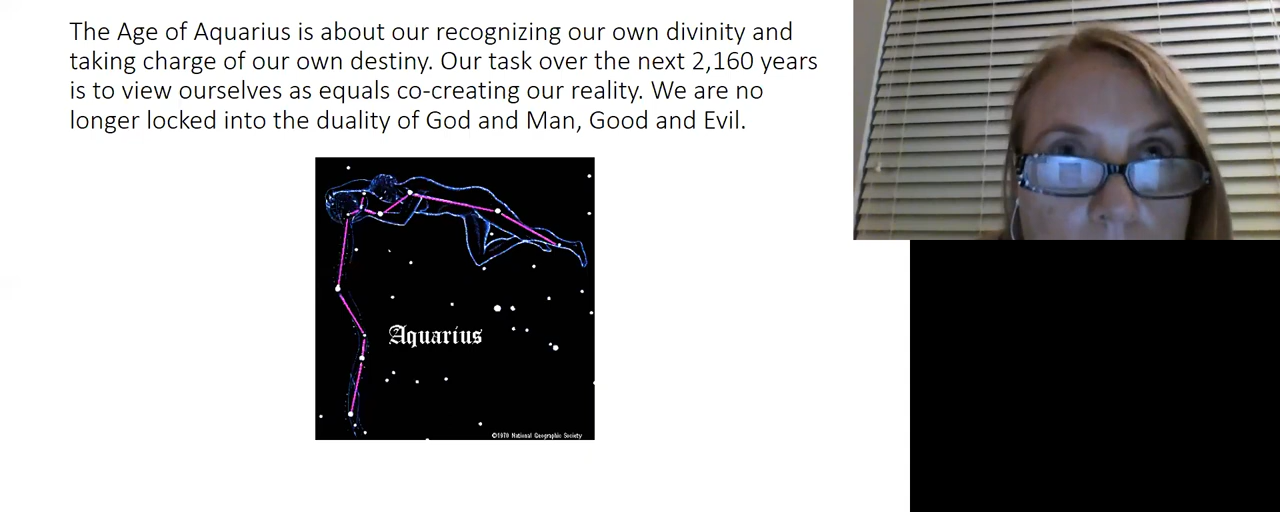 The Age of Aquarius is about our recognizing our own divinity and
taking charge of our own destiny. Our task over the next 2,160 years
is to view ourselves as equals co-creating our reality. We are no
longer locked into the duality of God and Man, Good and Evil.
Aquarius
©1979 National Geographic Society